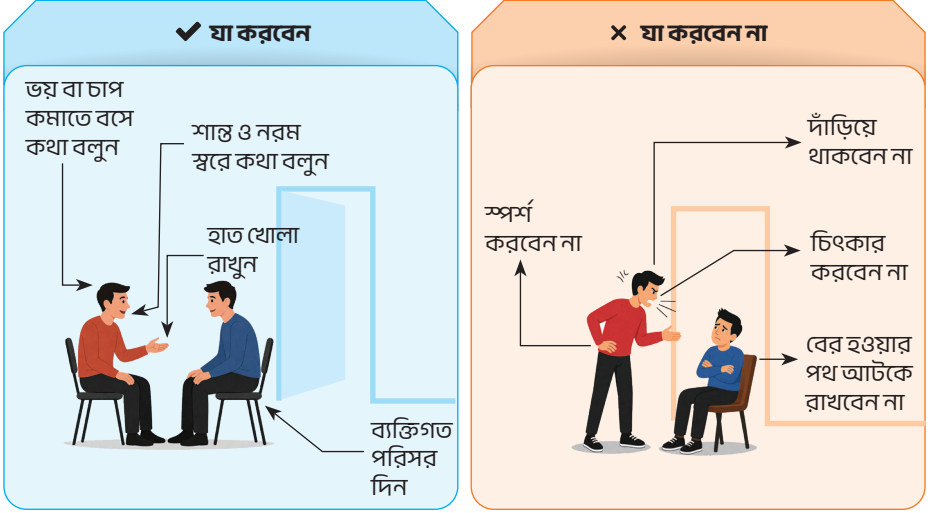 ✔ যা করবেন
ভয় বা চাপ
কমাতে বসে
কথা বলুন
শান্ত ও নরম
স্বরে কথা বলুন
হাত খোলা
রাখুন
ব্যক্তিগত
পরিসর
দিন
✕ যা করবেন না
দাঁড়িয়ে
থাকবেন না
স্পর্শ
করবেন না
চিৎকার
করবেন না
বের হওয়ার
পথ আটকে
রাখবেন না